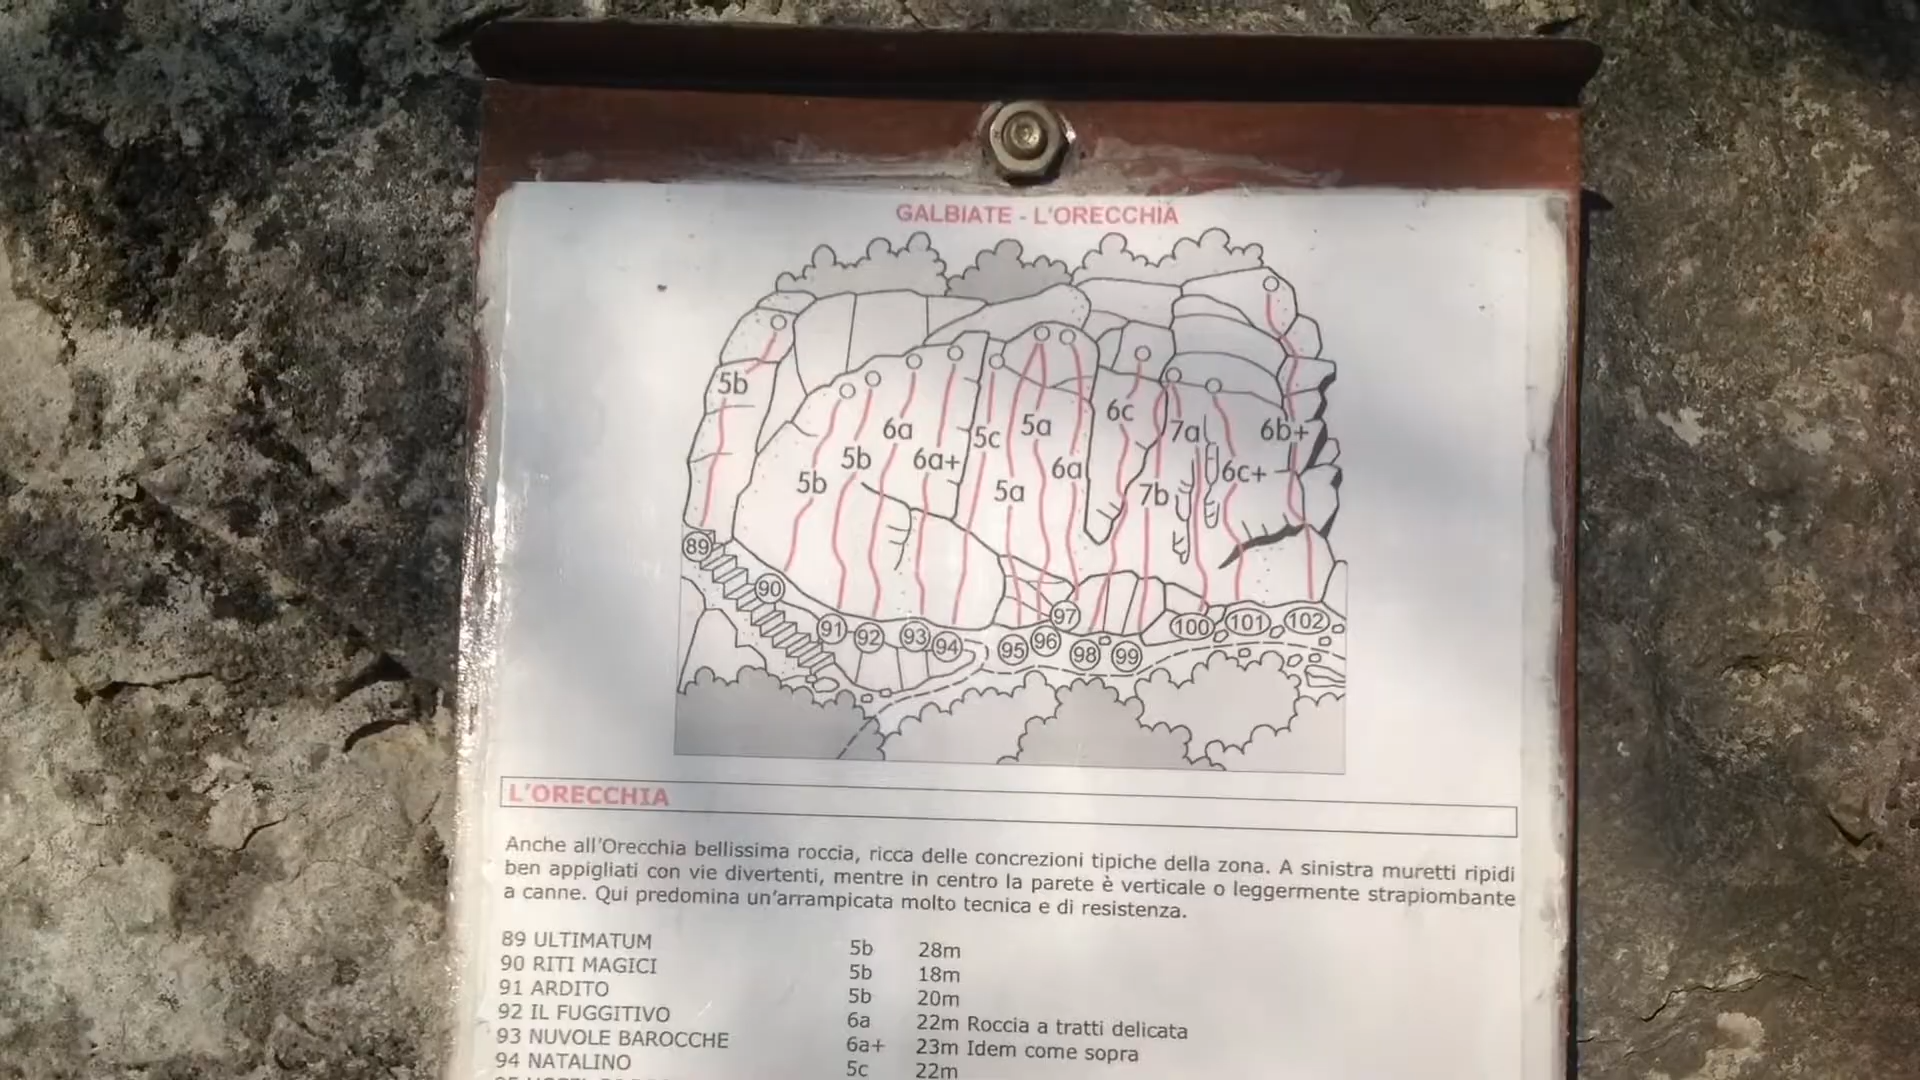 GALBIATE - L'ORECCHIA
5b
6c
5a
6a
5c
7a
6b+
5b
6a+
6a
6c+
5b
5a
7b
89
90
97
91
92
93
94
95
96
98
99
100
101
102
L'ORECCHIA
Anche all'Orecchia bellissima roccia, ricca delle concrezioni tipiche della zona. A sinistra muretti ripidi
ben appigliati con vie divertenti, mentre in centro la parete è verticale o leggermente strapiombante
a canne. Qui predomina un'arrampicata molto tecnica e di resistenza.
89 ULTIMATUM 5b 28m
90 RITI MAGICI 5b 18m
91 ARDITO 5b 20m
92 IL FUGGITIVO 6a 22m Roccia a tratti delicata
93 NUVOLE BAROCCHE 6a+ 23m Idem come sopra
94 NATALINO 5c 22m